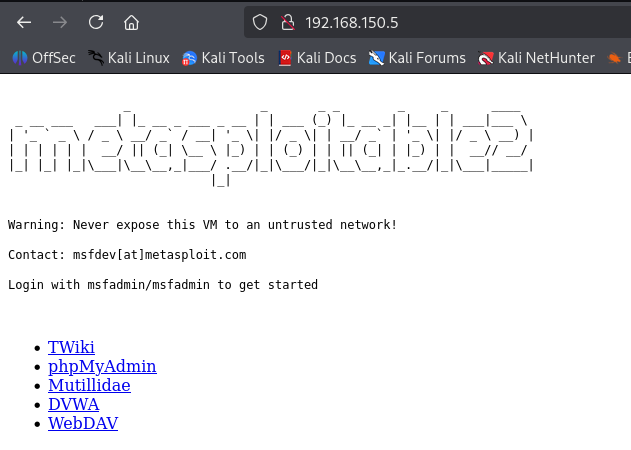 192.168.150.5
OffSec Kali Linux Kali Tools Kali Docs Kali Forums Kali NetHunter
metasploitable2
Warning: Never expose this VM to an untrusted network!
Contact: msfdev[at]metasploit.com
Login with msfadmin/msfadmin to get started
TWiki
phpMyAdmin
Mutillidae
DVWA
WebDAV